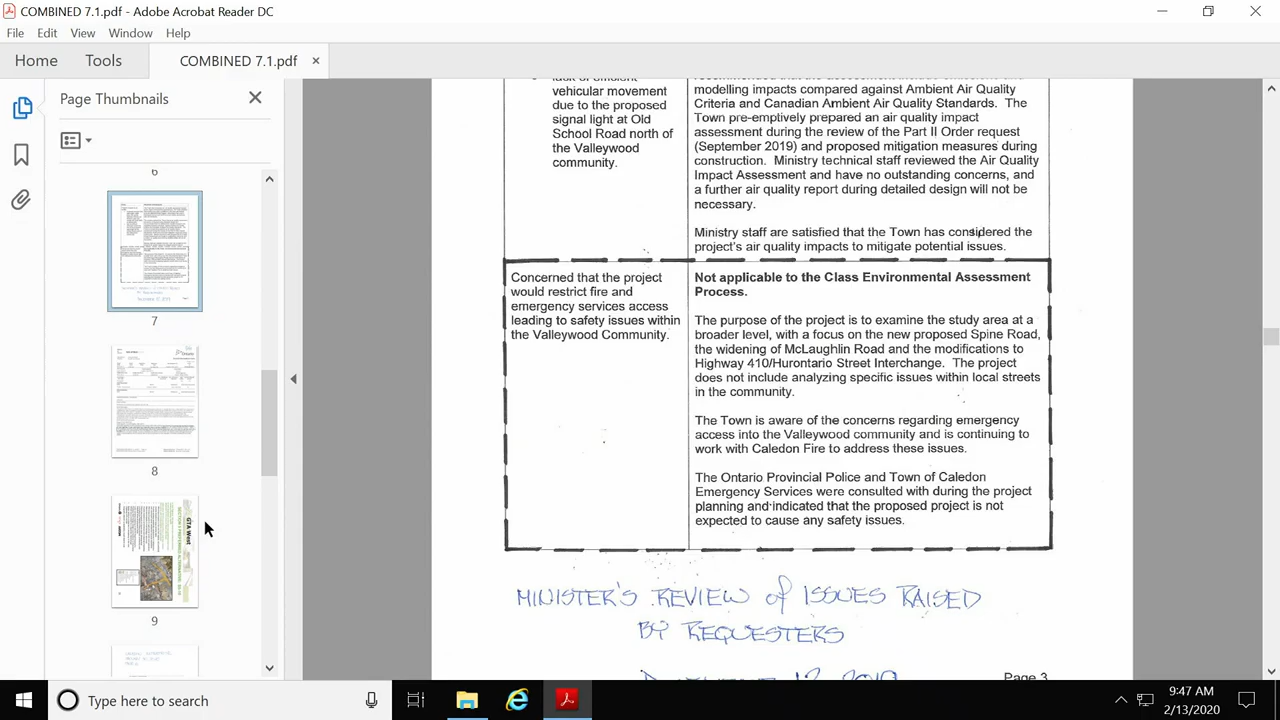 COMBINED 7.1.pdf - Adobe Acrobat Reader DC
File Edit View Window Help
Home Tools COMBINED 7.1.pdf ×
Page Thumbnails
6
7
8
9
vehicular movement
due to the proposed
signal light at Old
School Road north of
the Valleywood
community.
modelling impacts compared against Ambient Air Quality
Criteria and Canadian Ambient Air Quality Standards. The
Town pre-emptively prepared an air quality impact
assessment during the review of the Part II Order request
(September 2019) and proposed mitigation measures during
construction. Ministry technical staff reviewed the Air Quality
Impact Assessment and have no outstanding concerns, and
a further air quality report during detailed design will not be
necessary.
Ministry staff are satisfied that the Town has considered the
project's air quality impacts to mitigate potential issues.
Concerned that the project
would restrict fire and
emergency services access
leading to safety issues within
the Valleywood Community.
Not applicable to the Class Environmental Assessment
Process.
The purpose of the project is to examine the study area at a
broader level, with a focus on the new proposed Spine Road,
the widening of McLaughlin Road and the modifications to
Highway 410/Hurontario Street Interchange. The project
does not include analyzing specific issues within local streets
in the community.
The Town is aware of the concerns regarding emergency
access into the Valleywood community and is continuing to
work with Caledon Fire to address these issues.
The Ontario Provincial Police and Town of Caledon
Emergency Services were consulted with during the project
planning and indicated that the proposed project is not
expected to cause any safety issues.
MINISTER'S REVIEW of ISSUES RAISED
BY REQUESTERS
Page 3
Type here to search
9:47 AM
2/13/2020